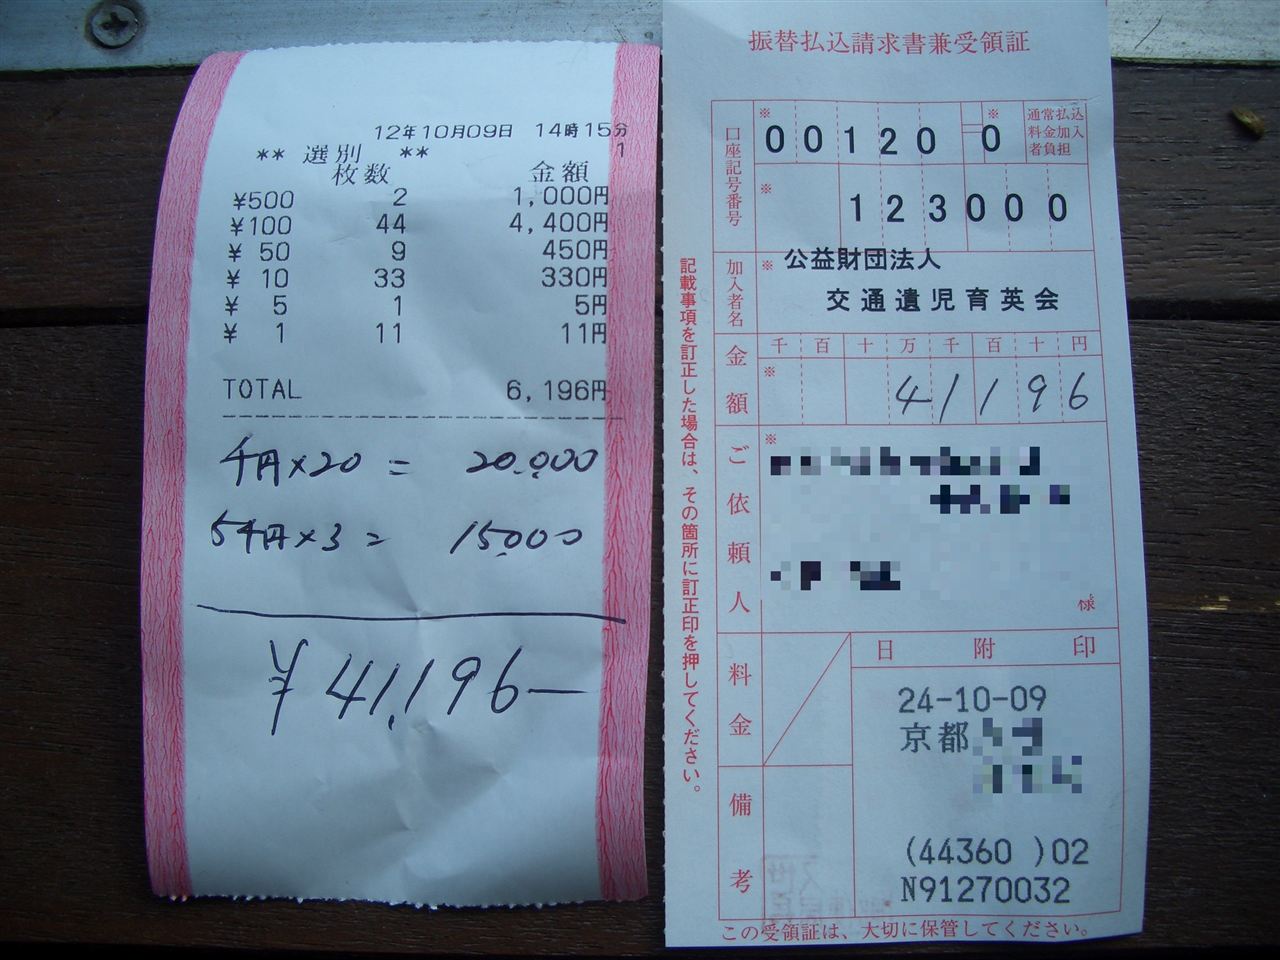 12年10月09日 14時15分
** 選別 ** 1
枚数 金額
¥500 2 1,000円
¥100 44 4,400円
¥ 50 9 450円
¥ 10 33 330円
¥ 5 1 5円
¥ 1 11 11円
TOTAL 6,196円
千円×20 = 20,000
5千円×3 = 15,000
¥41,196—
振替払込請求書兼受領証
口座記号番号
※ 00120 ※ 0
通常払込
料金加入
者負担
※ 123000
加入者名
※ 公益財団法人
交通遺児育英会
金額
千 百 十 万 千 百 十 円
※ 41196
ご依頼人
※
様
料金
日 附 印
24-10-09
京都
備考
(44360 )02
N91270032
記載事項を訂正した場合は、その箇所に訂正印を押してください。
この受領証は、大切に保管してください。